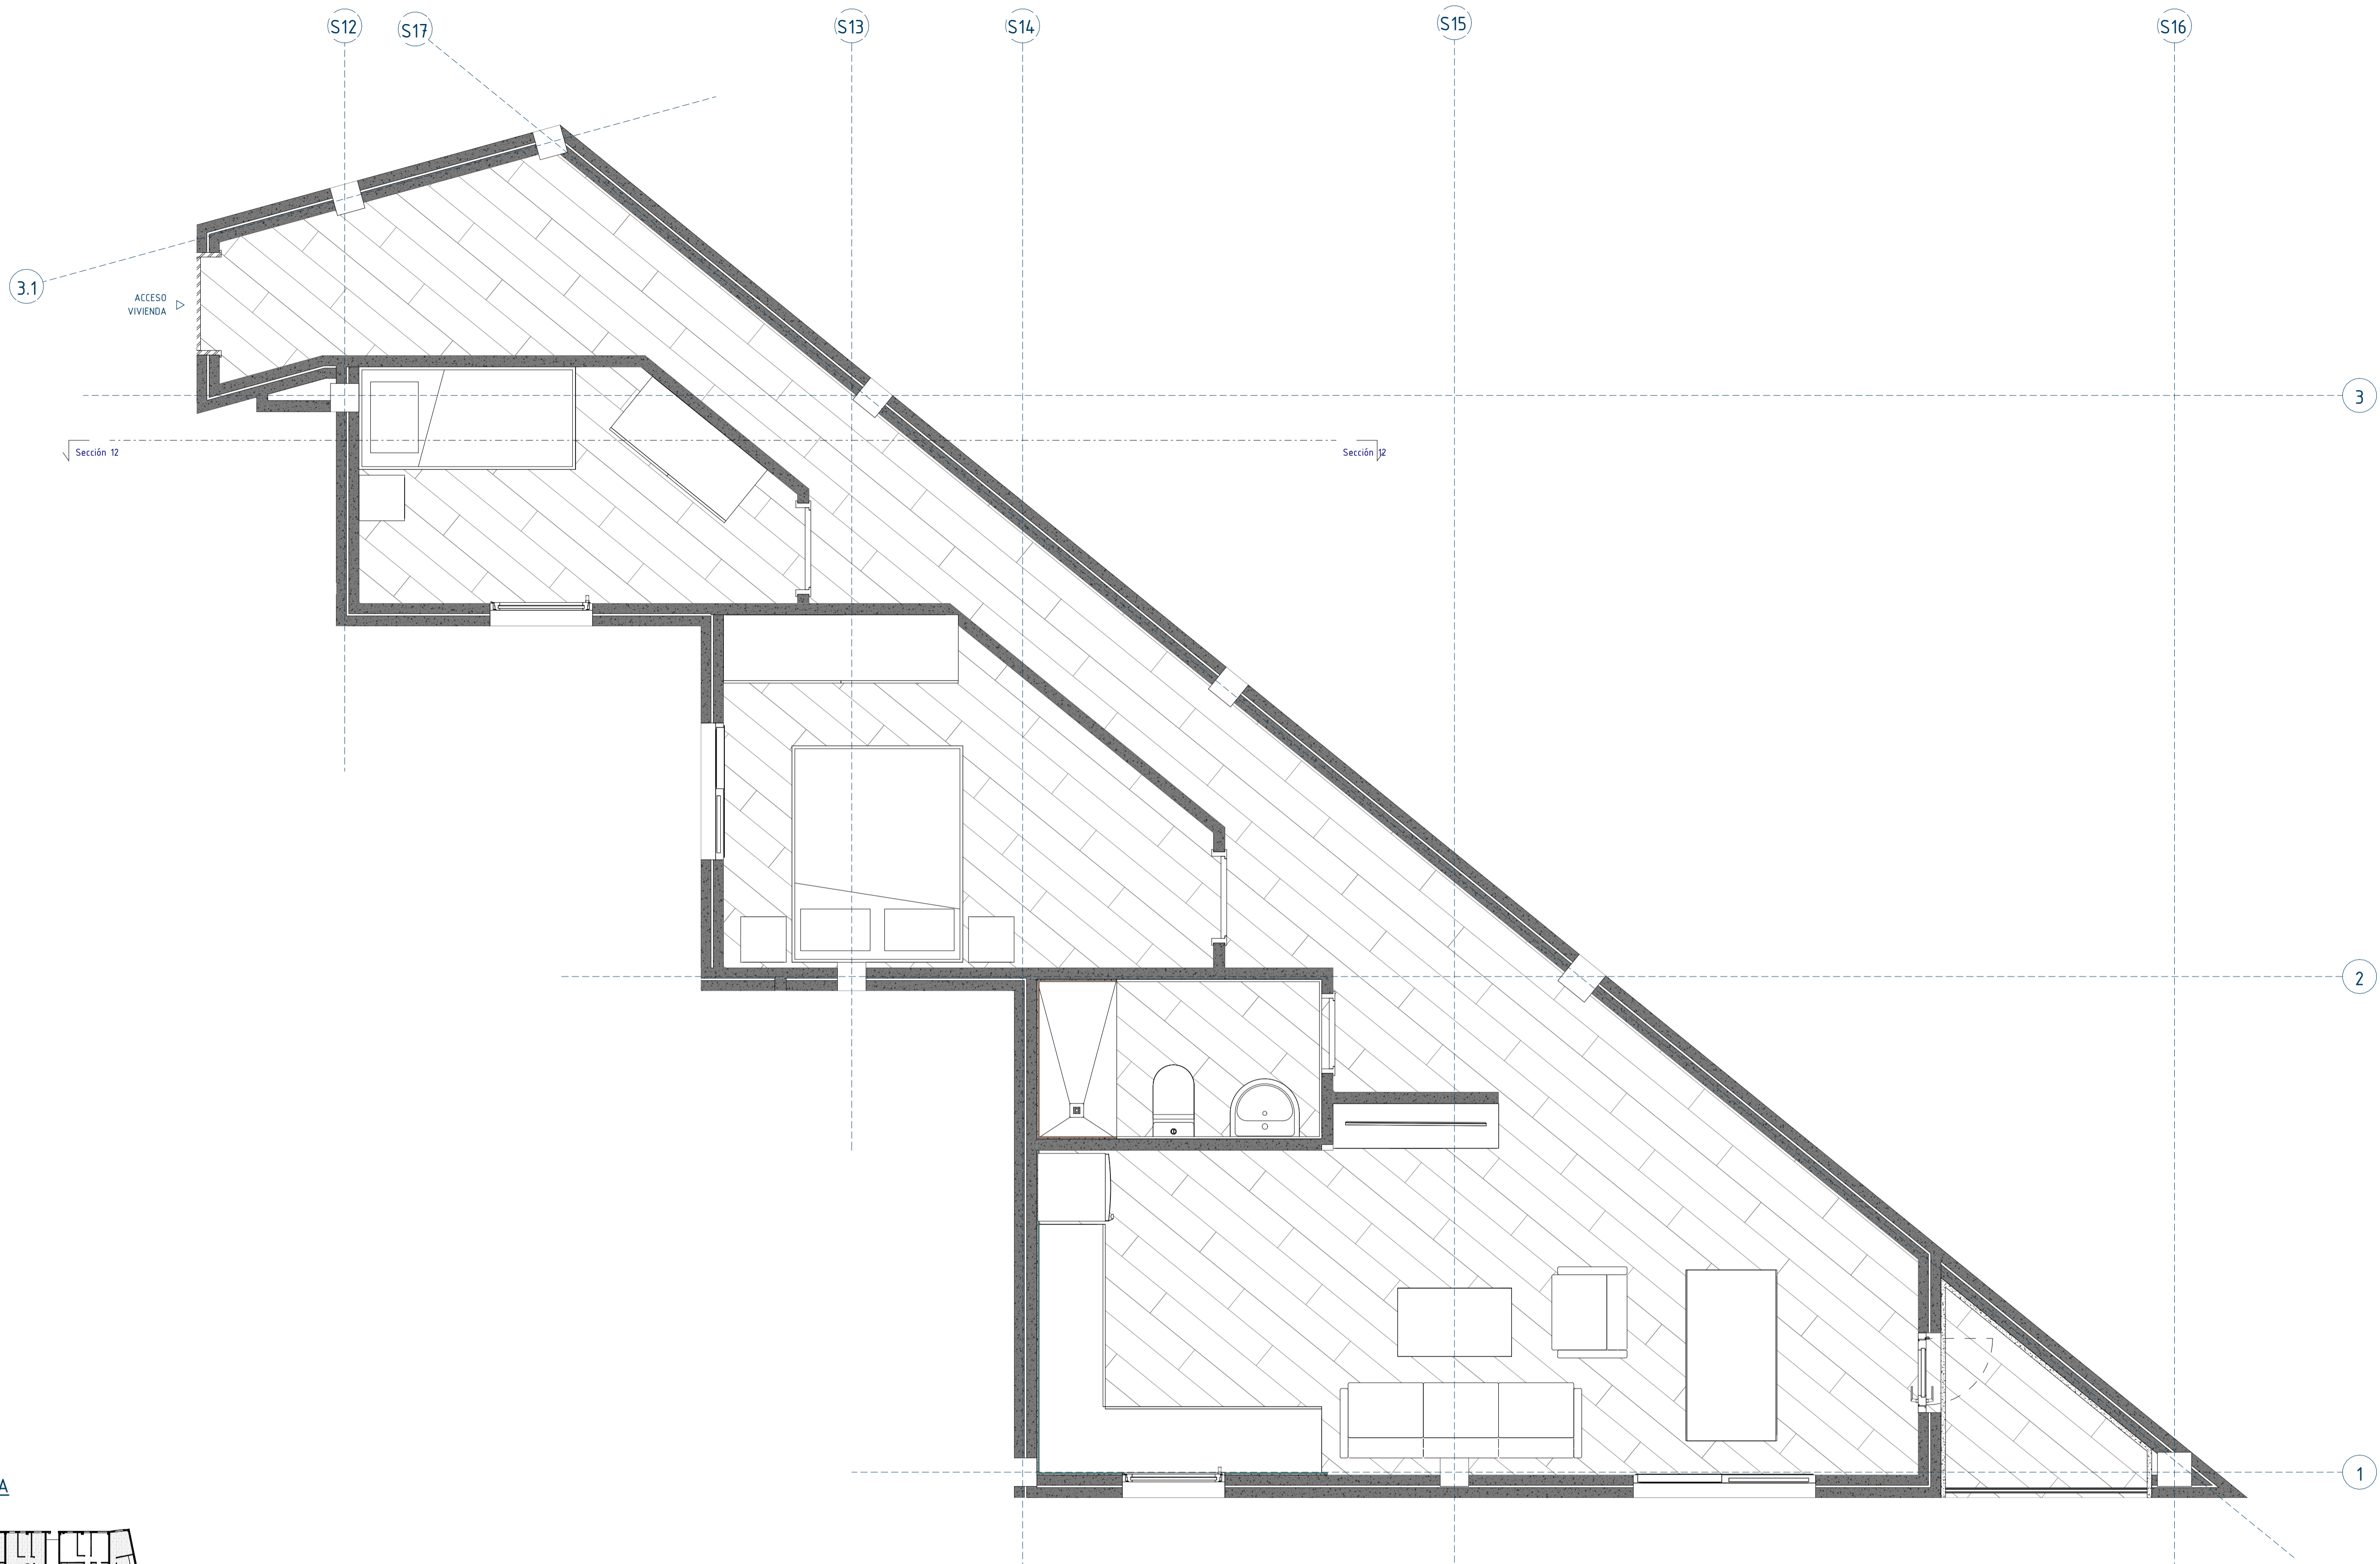 S12
S17
S13
S14
S15
S16
3.1
ACCESO
VIVIENDA
3
Sección 12
Sección 12
2
1
A